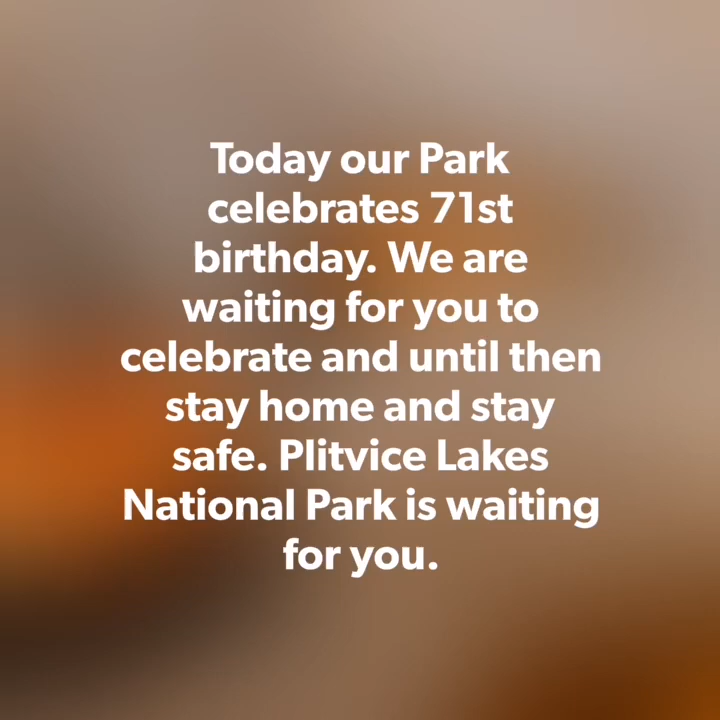 Today our Park
celebrates 71st
birthday. We are
waiting for you to
celebrate and until then
stay home and stay
safe. Plitvice Lakes
National Park is waiting
for you.